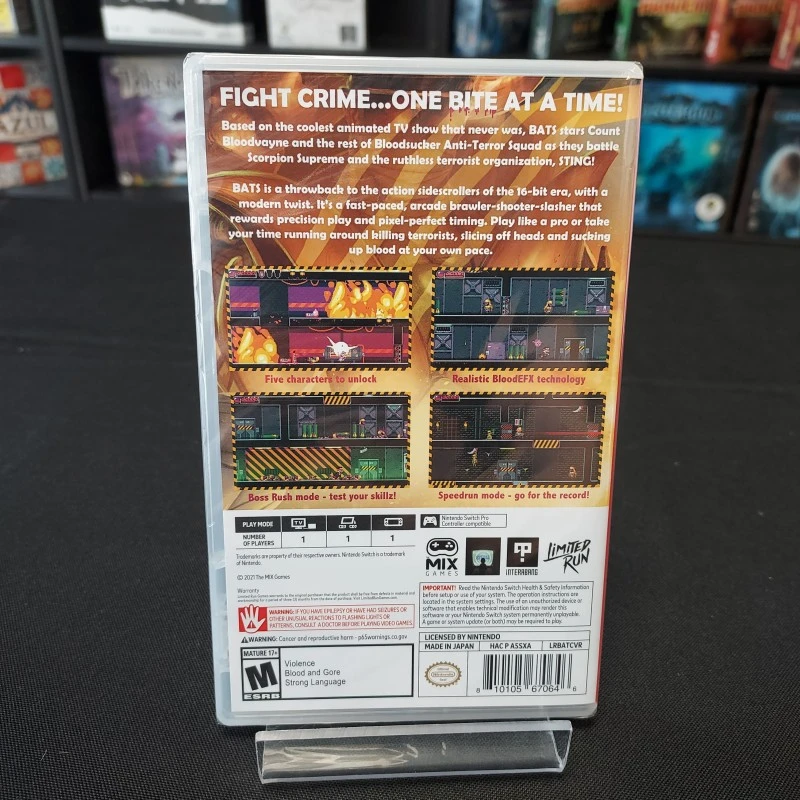 FIGHT CRIME...ONE BITE AT A TIME!
Based on the coolest animated TV show that never was, BATS stars Count
Bloodvayne and the rest of Bloodsucker Anti-Terror Squad as they battle
Scorpion Supreme and the ruthless terrorist organization, STING!
BATS is a throwback to the action sidescrollers of the 16-bit era, with a
modern twist. It's a fast-paced, arcade brawler-shooter-slasher that
rewards precision play and pixel-perfect timing. Play like a pro or take
your time running around killing terrorists, slicing off heads and sucking
up blood at your own pace.
Five characters to unlock
Realistic BloodEFX technology
Boss Rush mode - test your skillz!
Speedrun mode - go for the record!
PLAY MODE
TV
NUMBER
OF PLAYERS
1
1
1
Nintendo Switch Pro
Controller compatible
Trademarks are property of their respective owners. Nintendo Switch is a trademark
of Nintendo.
© 2021 The MIX Games
Warranty
MIX
GAMES
INTERABANG
LIMITED
RUN
WARNING: IF YOU HAVE EPILEPSY OR HAVE HAD SEIZURES OR
OTHER UNUSUAL REACTIONS TO FLASHING LIGHTS OR
PATTERNS, CONSULT A DOCTOR BEFORE PLAYING VIDEO GAMES.
WARNING: Cancer and reproductive harm - p65warnings.ca.gov
IMPORTANT! Read the Nintendo Switch Health & Safety Information
before setup or use of your system. The operation instructions are
located in the system settings. The use of an unauthorized device or
software that enables technical modification may render this
software or your Nintendo Switch system permanently unplayable.
A game or system update (or both) may be required to play.
LICENSED BY NINTENDO
MADE IN JAPAN
HAC P ASSXA
LRBATCVR
MATURE 17+
M
ESRB
Violence
Blood and Gore
Strong Language
Nintendo
8 10105 67064 6
AZUL